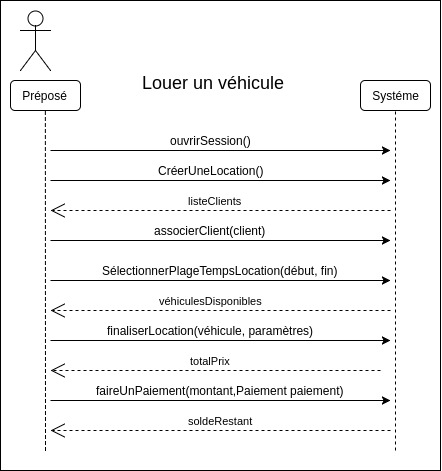 Louer un véhicule
Préposé
Systéme
ouvrirSession()
CréerUneLocation()
listeClients
associerClient(client)
SélectionnerPlageTempsLocation(début, fin)
véhiculesDisponibles
finaliserLocation(véhicule, paramètres)
totalPrix
faireUnPaiement(montant,Paiement paiement)
soldeRestant